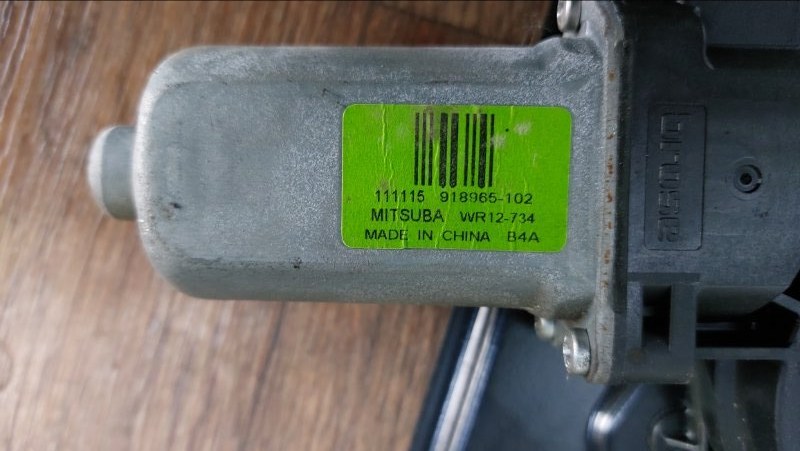 111115 918965-102
MITSUBA WR12-734
MADE IN CHINA B4A